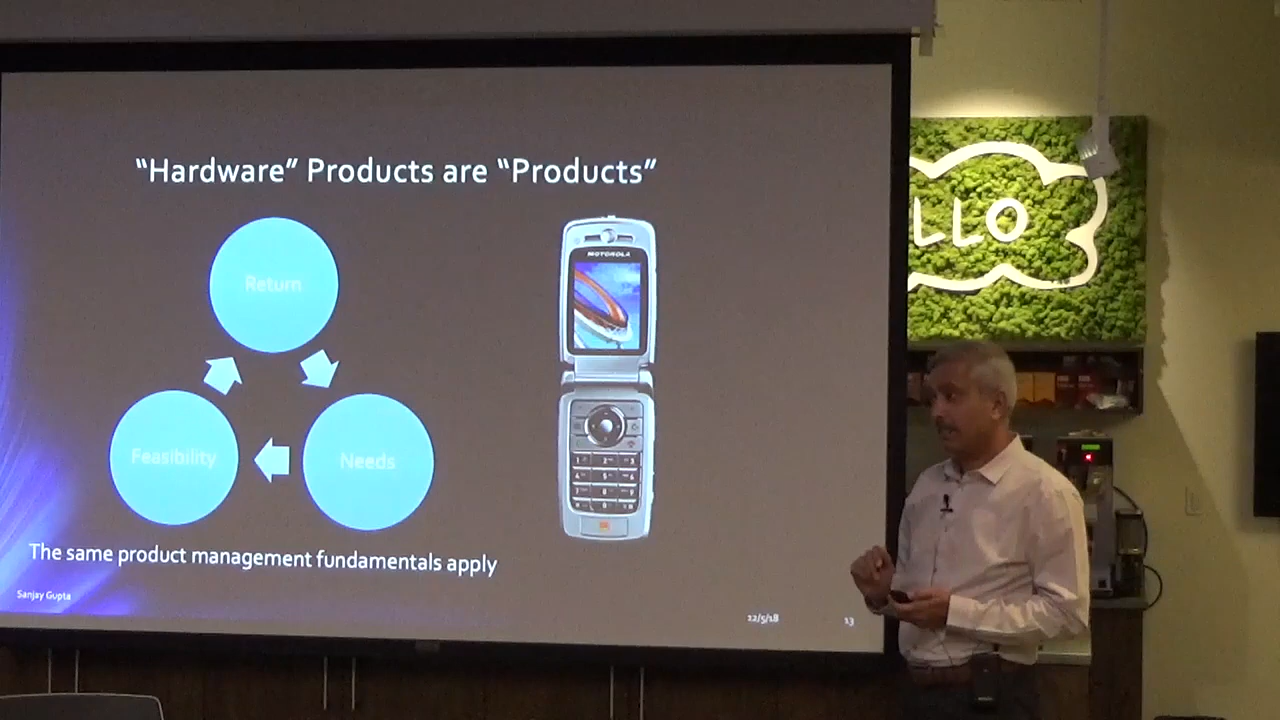 “Hardware” Products are “Products”
Return
Feasibility
Needs
MOTOROLA
The same product management fundamentals apply
Sanjay Gupta
12/5/18
13
LLO